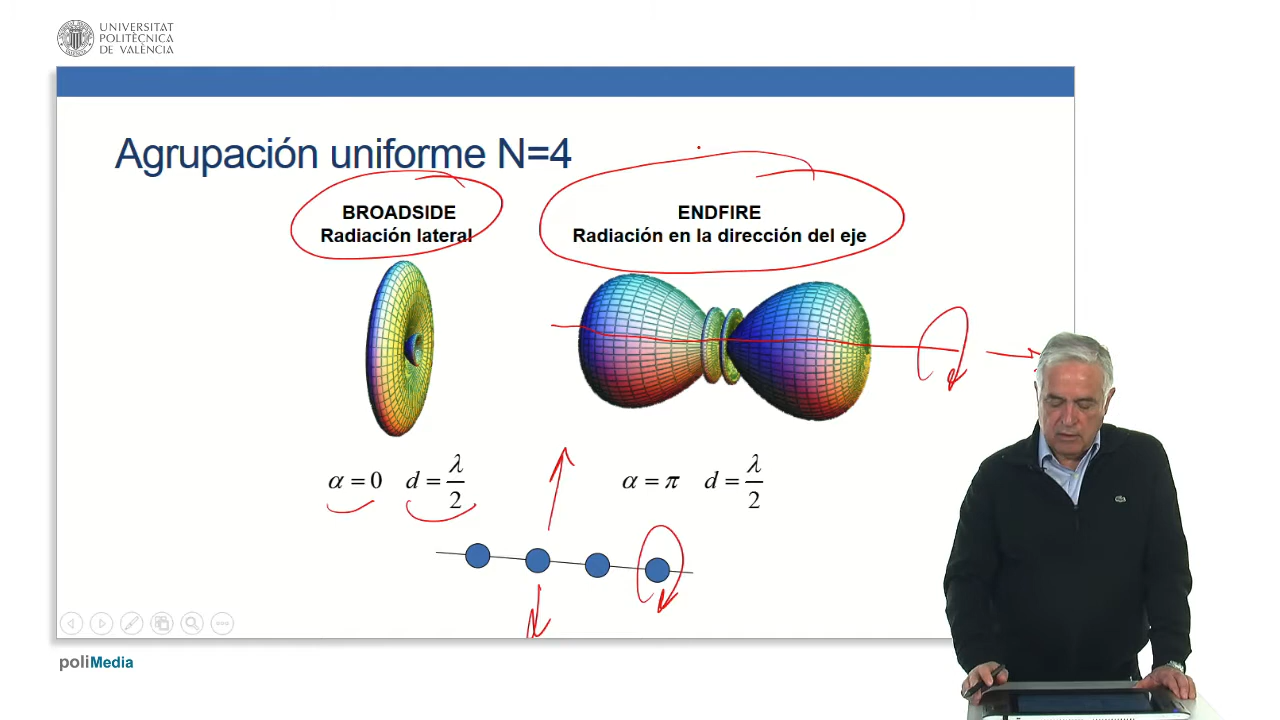 UNIVERSITAT
POLITÈCNICA
DE VALÈNCIA
Agrupación uniforme N=4
BROADSIDE
Radiación lateral
ENDFIRE
Radiación en la dirección del eje
α = 0 d = λ/2
α = π d = λ/2
poliMedia